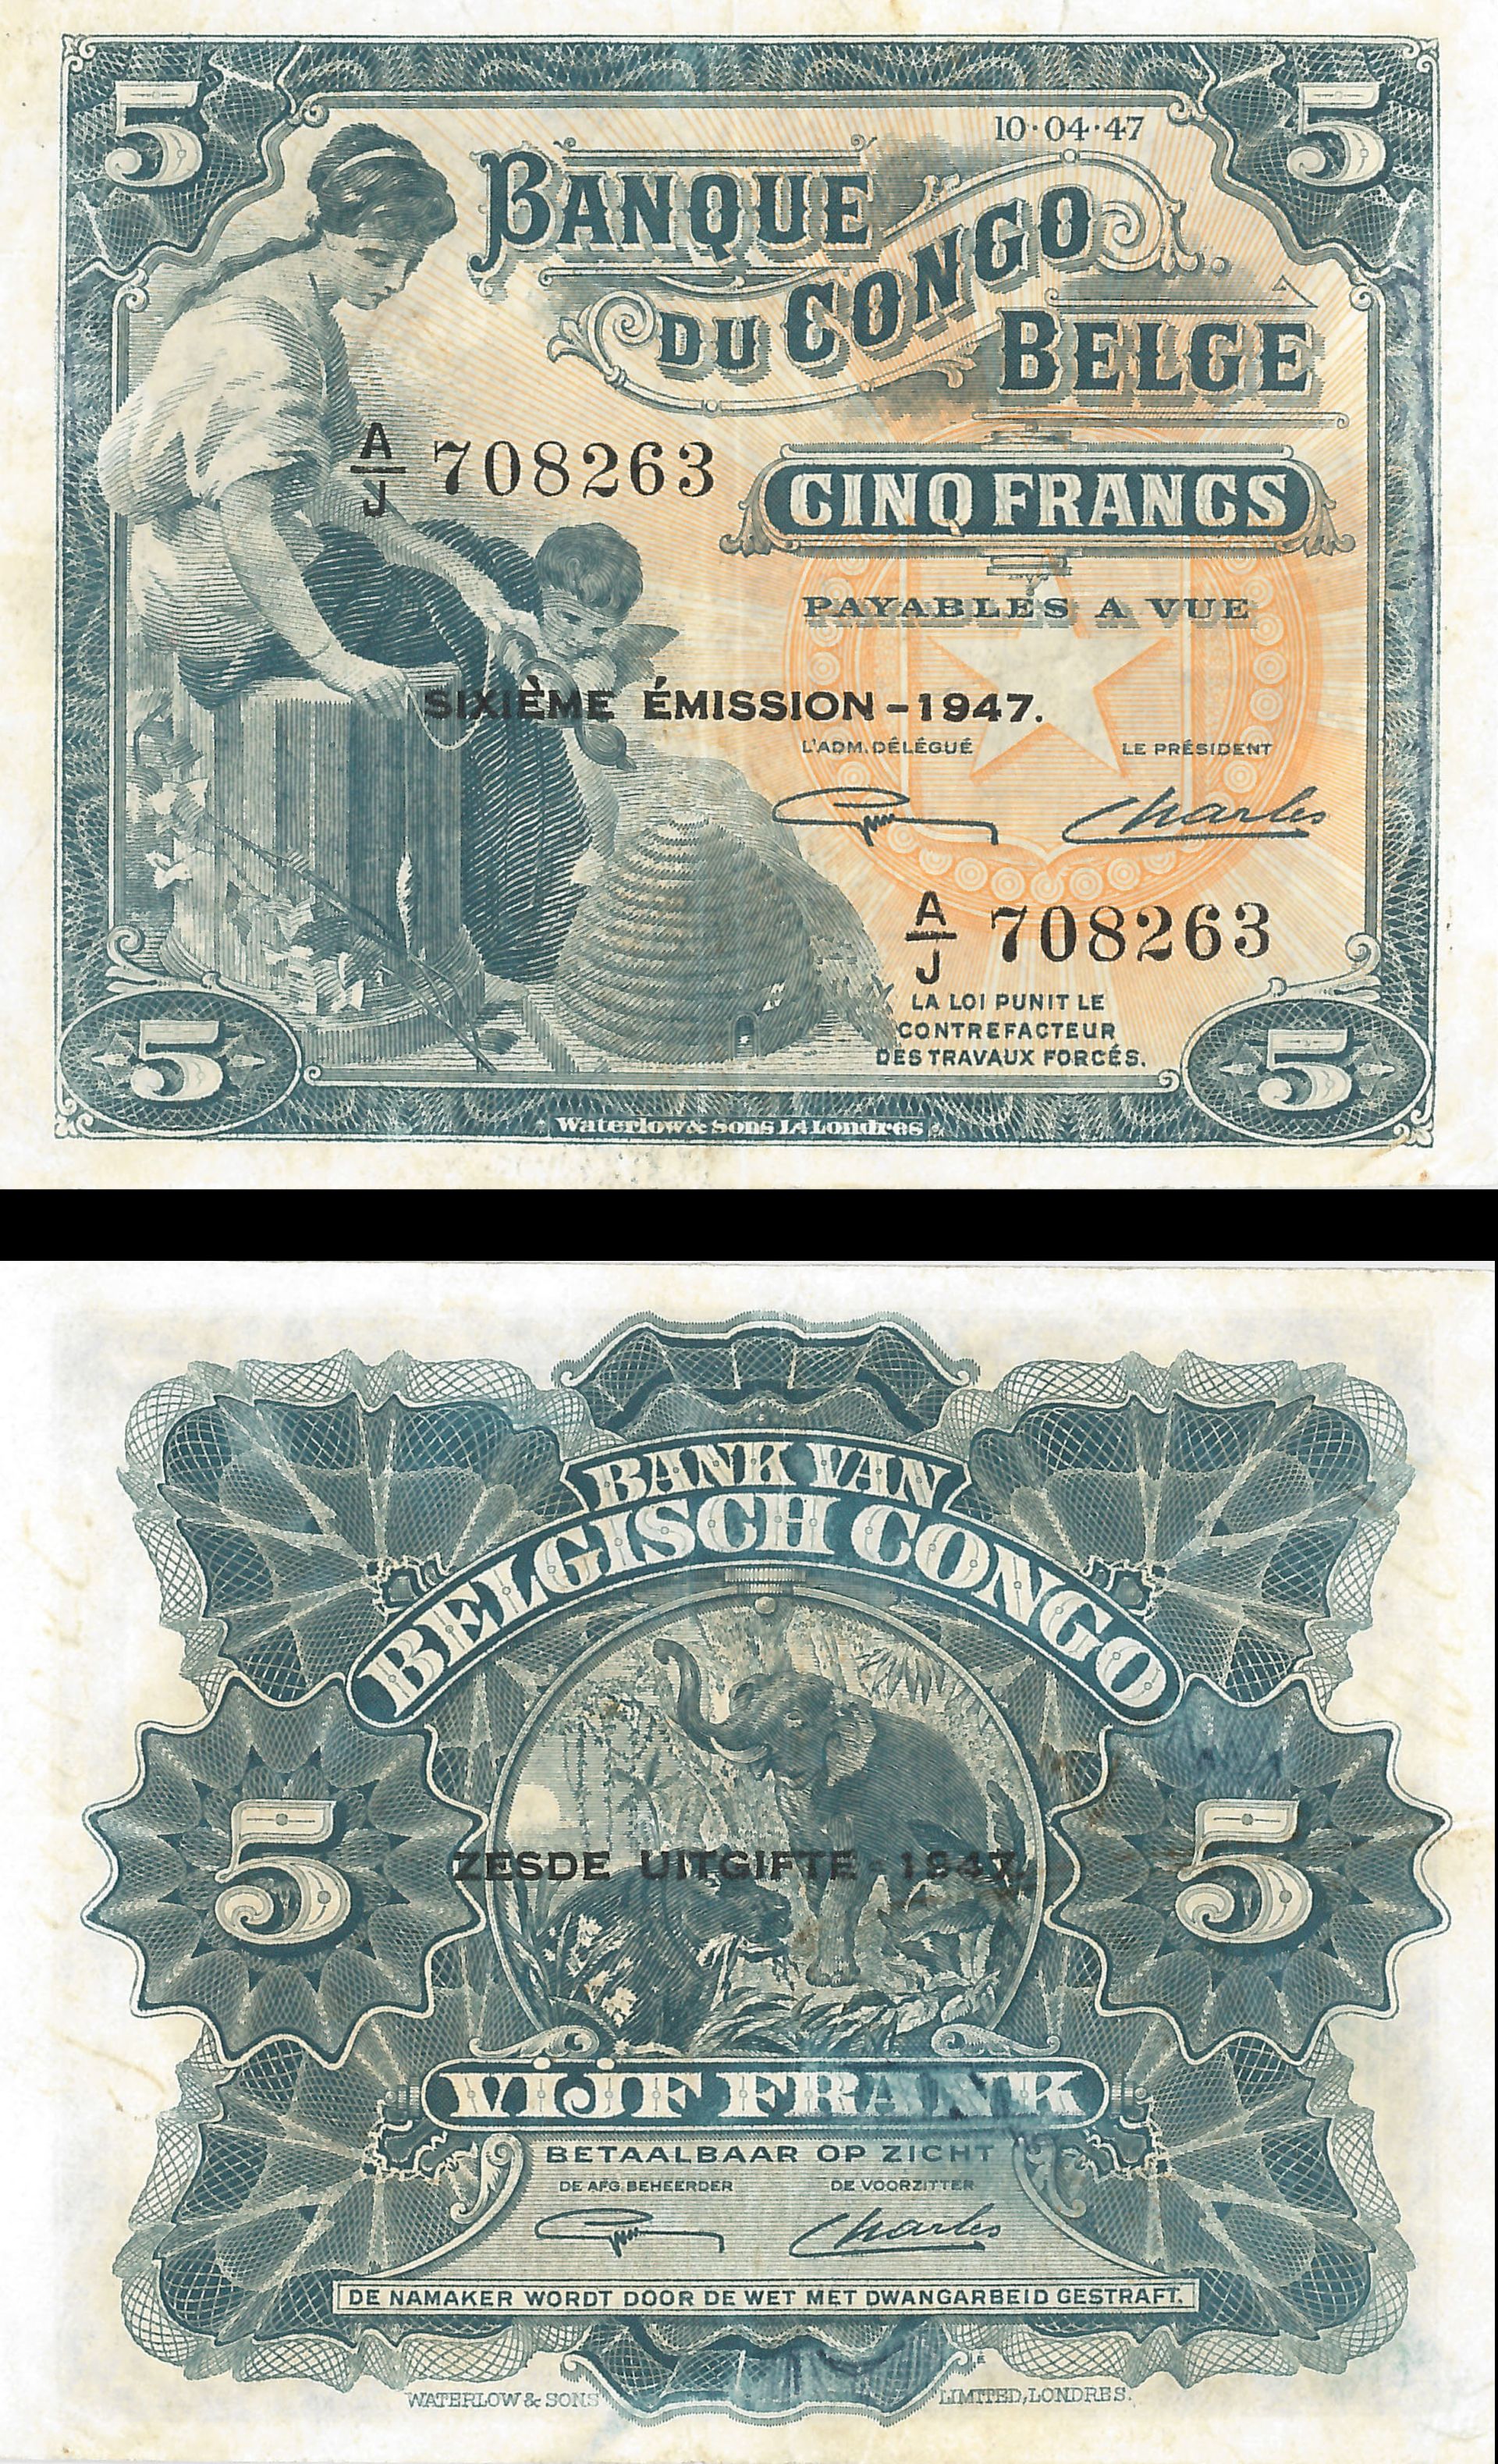 5
5
10·04·47
BANQUE
DU CONGO
BELGE
A/J 708263
CINQ FRANCS
PAYABLES A VUE
SIXIÈME ÉMISSION-1947.
L'ADM. DÉLÉGUÉ LE PRÉSIDENT
Charles
A/J 708263
LA LOI PUNIT LE
CONTREFACTEUR
DES TRAVAUX FORCÉS.
5
5
Waterlow & Sons Ld Londres
BANK VAN
BELGISCH CONGO
5
5
ZESDE UITGIFTE-1947.
VIJF FRANK
BETAALBAAR OP ZICHT
DE AFG. BEHEERDER DE VOORZITTER
Charles
DE NAMAKER WORDT DOOR DE WET MET DWANGARBEID GESTRAFT.
WATERLOW & SONS LIMITED, LONDRES.